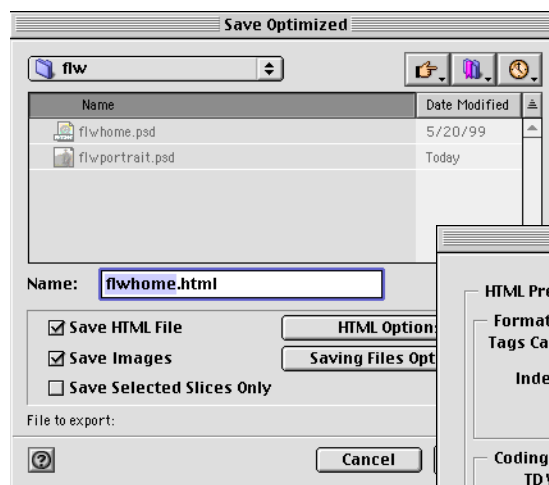 Save Optimized
flw
Name Date Modified
flwhome.psd 5/20/99
flwportrait.psd Today
Name: flwhome.html
Save HTML File HTML Option
Save Images Saving Files Opt
Save Selected Slices Only
File to export:
Cancel
HTML Pre
Format
Tags Ca
Inde
Coding
TD